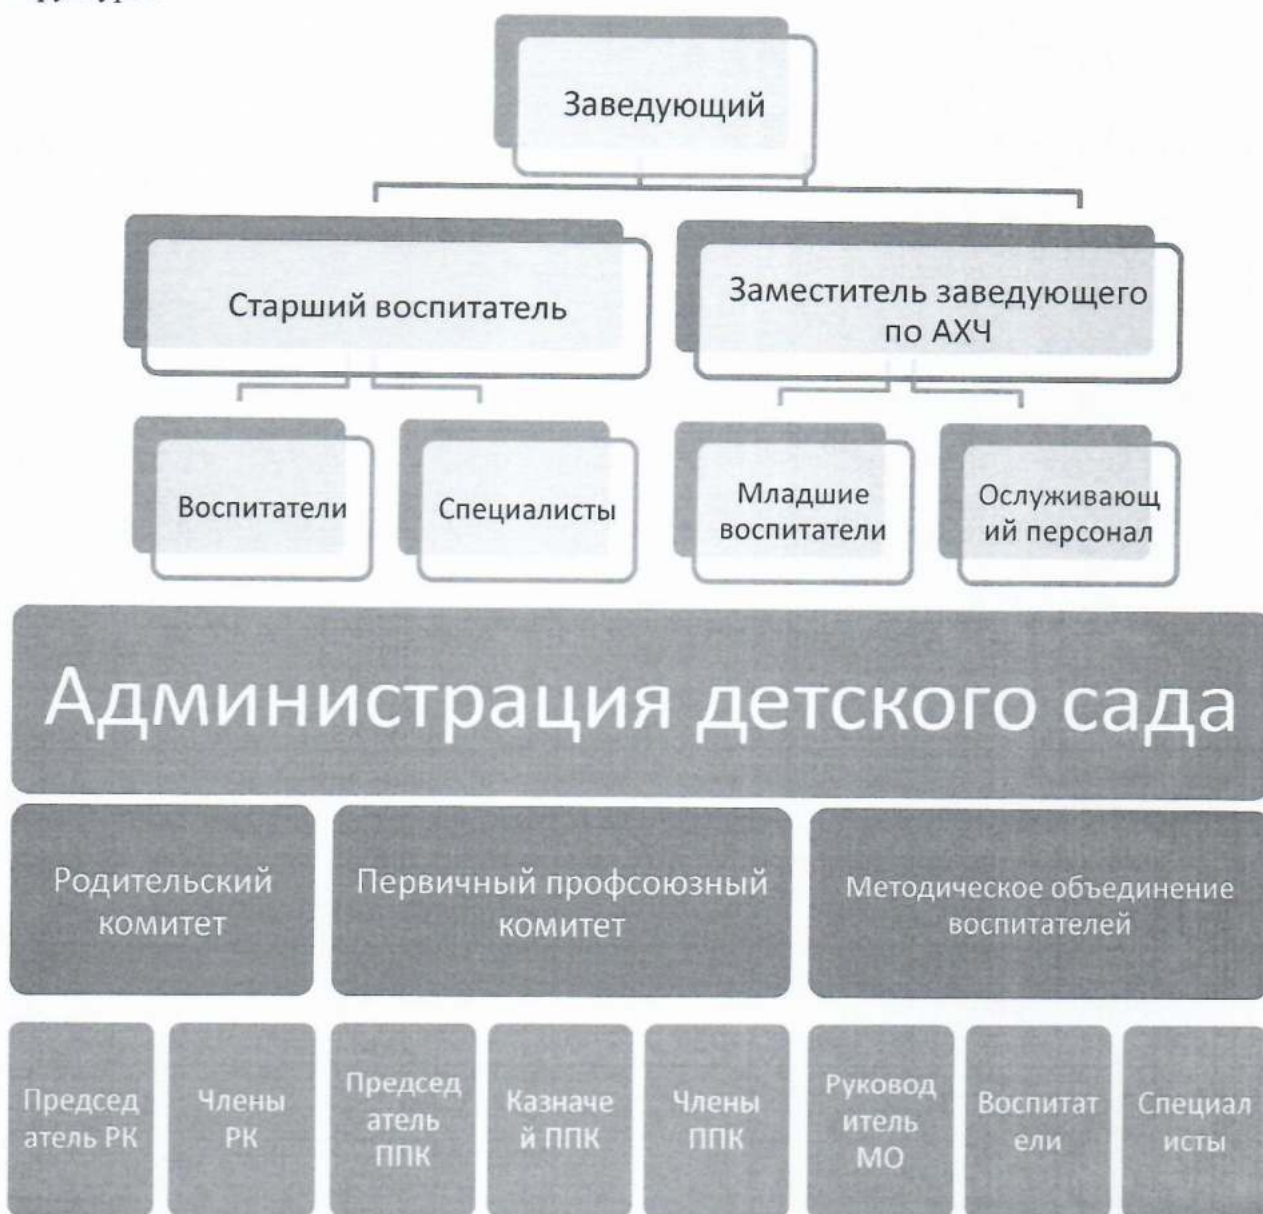 Заведующий
Старший воспитатель
Заместитель заведующего
по АХЧ
Воспитатели
Специалисты
Младшие
воспитатели
Ослуживающ
ий персонал
Администрация детского сада
Родительский
комитет
Первичный профсоюзный
комитет
Методическое объединение
воспитателей
Председ
атель РК
Члены
РК
Председ
атель
ППК
Казначе
й ППК
Члены
ППК
Руковод
итель
МО
Воспитат
ели
Специал
исты